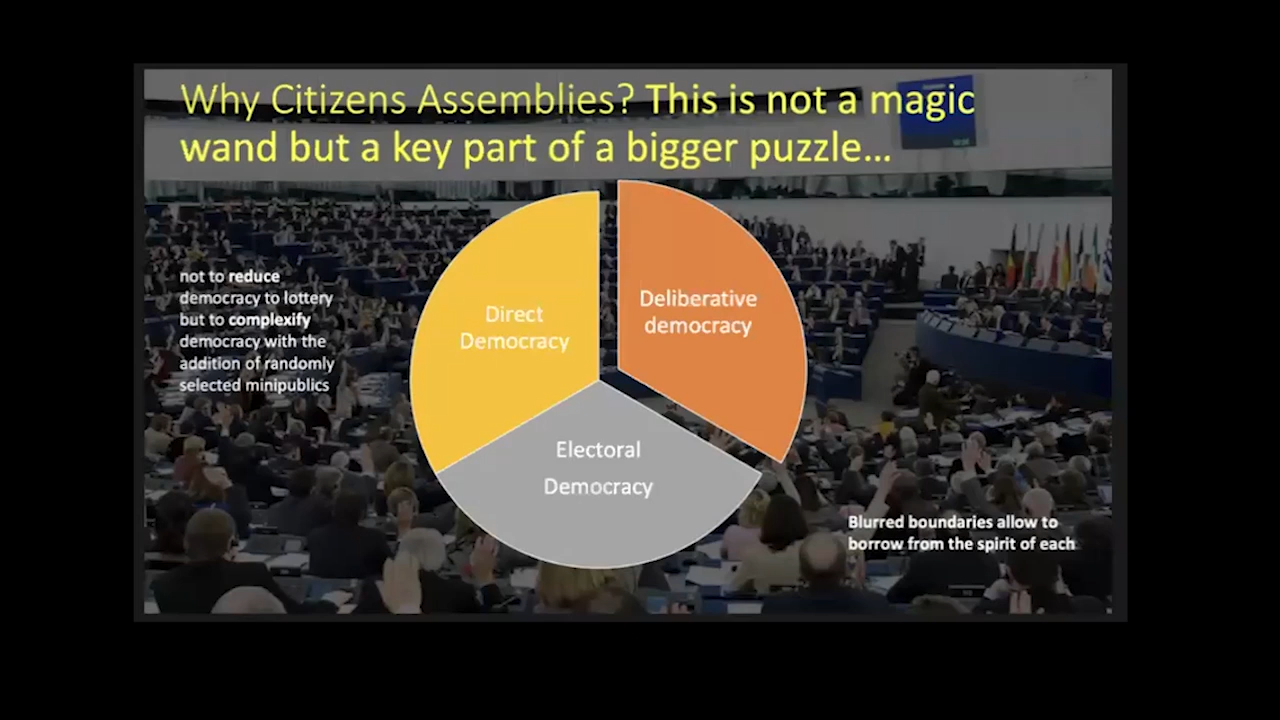 Why Citizens Assemblies? This is not a magic
wand but a key part of a bigger puzzle...
not to reduce
democracy to lottery
but to complexify
democracy with the
addition of randomly
selected minipublics
Direct
Democracy
Deliberative
democracy
Electoral
Democracy
Blurred boundaries allow to
borrow from the spirit of each